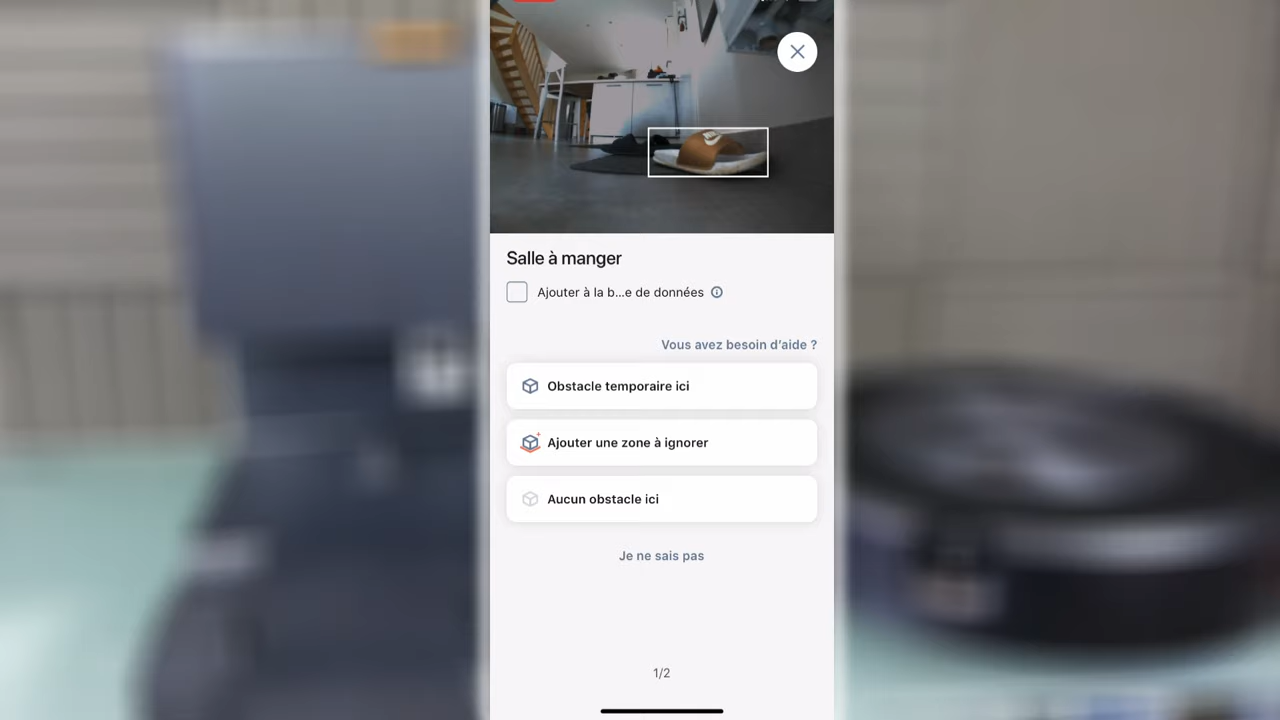 Salle à manger
Ajouter à la b...e de données
Vous avez besoin d'aide ?
Obstacle temporaire ici
Ajouter une zone à ignorer
Aucun obstacle ici
Je ne sais pas
1/2